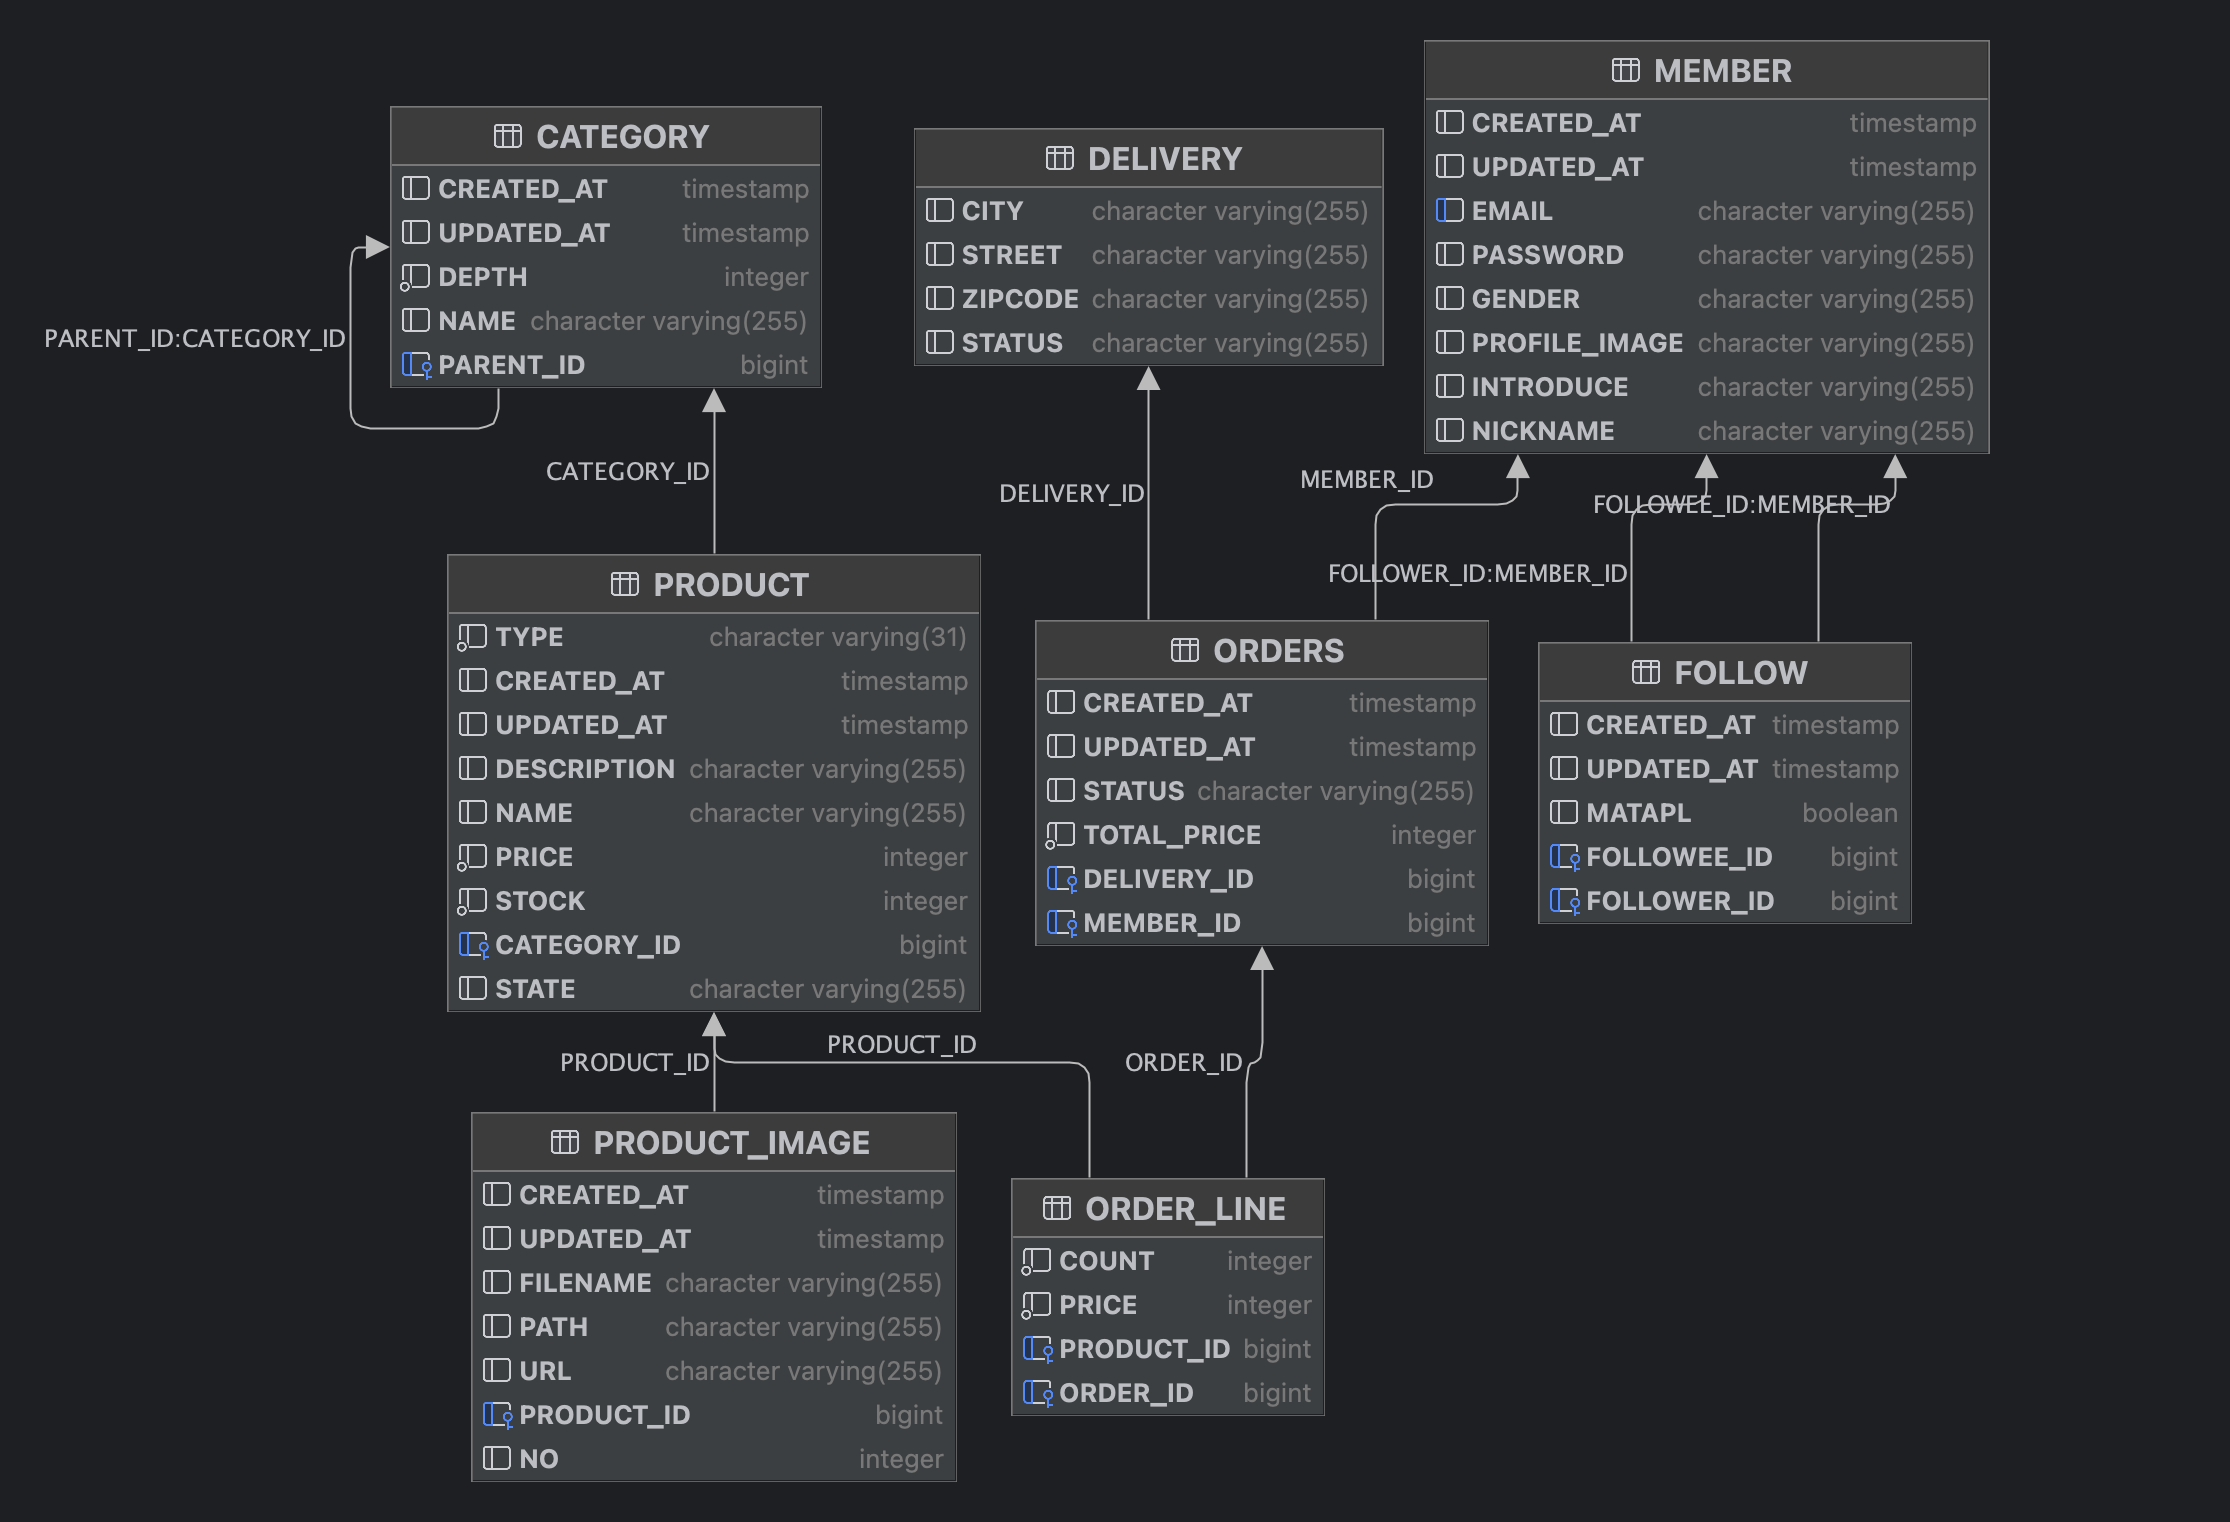 MEMBER
CREATED_AT timestamp
UPDATED_AT timestamp
EMAIL character varying(255)
PASSWORD character varying(255)
GENDER character varying(255)
PROFILE_IMAGE character varying(255)
INTRODUCE character varying(255)
NICKNAME character varying(255)
CATEGORY
CREATED_AT timestamp
UPDATED_AT timestamp
DEPTH integer
NAME character varying(255)
PARENT_ID bigint
DELIVERY
CITY character varying(255)
STREET character varying(255)
ZIPCODE character varying(255)
STATUS character varying(255)
PARENT_ID:CATEGORY_ID
CATEGORY_ID
DELIVERY_ID
MEMBER_ID
FOLLOWEE_ID:MEMBER_ID
FOLLOWER_ID:MEMBER_ID
PRODUCT
TYPE character varying(31)
CREATED_AT timestamp
UPDATED_AT timestamp
DESCRIPTION character varying(255)
NAME character varying(255)
PRICE integer
STOCK integer
CATEGORY_ID bigint
STATE character varying(255)
ORDERS
CREATED_AT timestamp
UPDATED_AT timestamp
STATUS character varying(255)
TOTAL_PRICE integer
DELIVERY_ID bigint
MEMBER_ID bigint
FOLLOW
CREATED_AT timestamp
UPDATED_AT timestamp
MATAPL boolean
FOLLOWEE_ID bigint
FOLLOWER_ID bigint
PRODUCT_ID
PRODUCT_ID
ORDER_ID
PRODUCT_IMAGE
CREATED_AT timestamp
UPDATED_AT timestamp
FILENAME character varying(255)
PATH character varying(255)
URL character varying(255)
PRODUCT_ID bigint
NO integer
ORDER_LINE
COUNT integer
PRICE integer
PRODUCT_ID bigint
ORDER_ID bigint